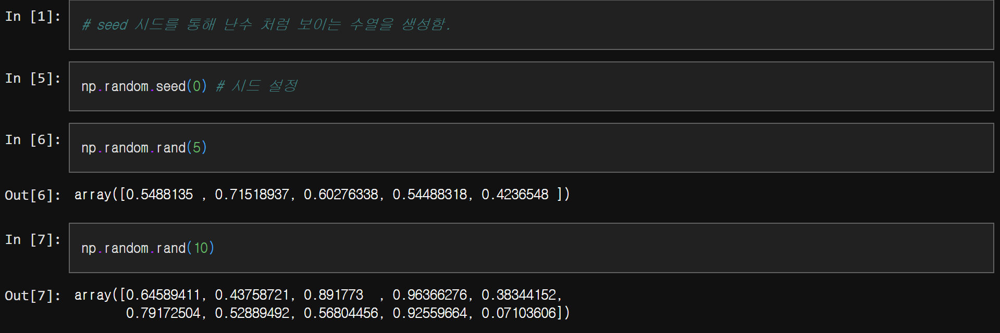 In [1]:
# seed 시드를 통해 난수 처럼 보이는 수열을 생성함.
In [5]:
np.random.seed(0) # 시드 설정
In [6]:
np.random.rand(5)
Out[6]: array([0.5488135 , 0.71518937, 0.60276338, 0.54488318, 0.4236548 ])
In [7]:
np.random.rand(10)
Out[7]: array([0.64589411, 0.43758721, 0.891773  , 0.96366276, 0.38344152,
0.79172504, 0.52889492, 0.56804456, 0.92559664, 0.07103606])